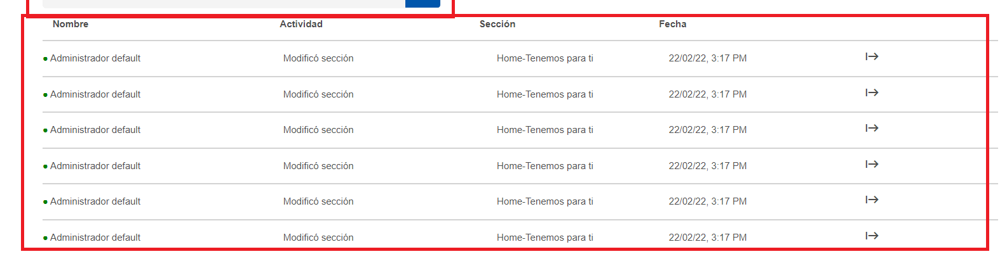 Nombre Actividad Sección Fecha
Administrador default Modificó sección Home-Tenemos para ti 22/02/22, 3:17 PM
Administrador default Modificó sección Home-Tenemos para ti 22/02/22, 3:17 PM
Administrador default Modificó sección Home-Tenemos para ti 22/02/22, 3:17 PM
Administrador default Modificó sección Home-Tenemos para ti 22/02/22, 3:17 PM
Administrador default Modificó sección Home-Tenemos para ti 22/02/22, 3:17 PM
Administrador default Modificó sección Home-Tenemos para ti 22/02/22, 3:17 PM